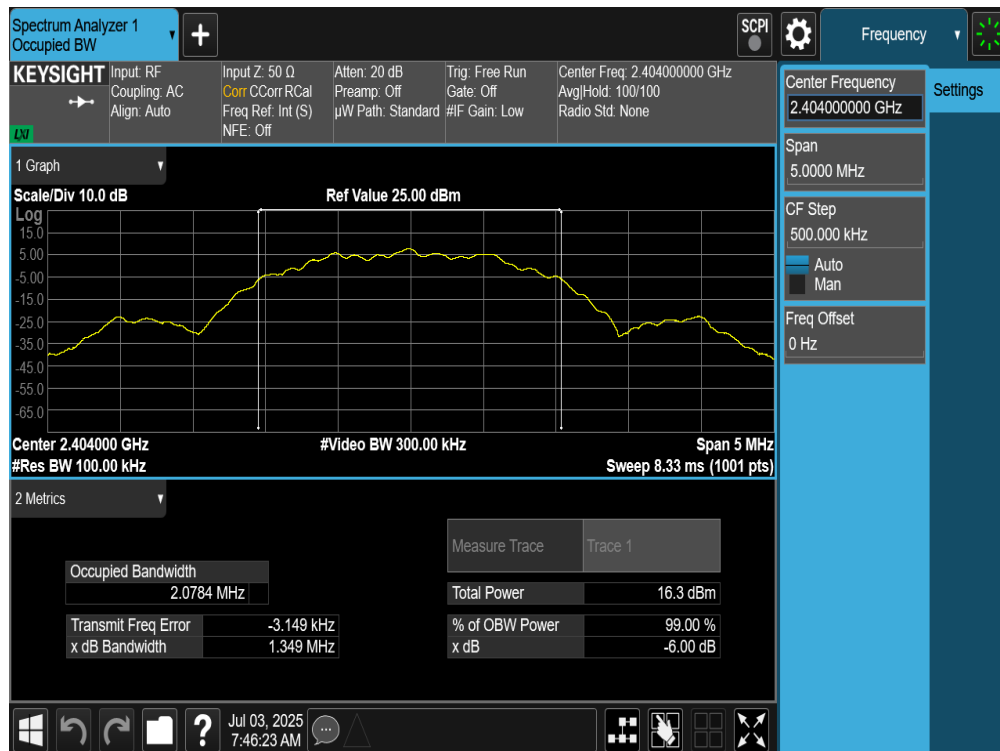 Spectrum Analyzer 1
Occupied BW
+
SCPI
Frequency
KEYSIGHT
LXI
Input: RF
Coupling: AC
Align: Auto
Input Z: 50 Ω
Corr CCorr RCal
Freq Ref: Int (S)
NFE: Off
Atten: 20 dB
Preamp: Off
µW Path: Standard
Trig: Free Run
Gate: Off
#IF Gain: Low
Center Freq: 2.404000000 GHz
Avg|Hold: 100/100
Radio Std: None
Center Frequency
2.404000000 GHz
Settings
Span
5.0000 MHz
CF Step
500.000 kHz
Auto
Man
Freq Offset
0 Hz
1 Graph
Scale/Div 10.0 dB
Ref Value 25.00 dBm
Log
15.0
5.00
-5.00
-15.0
-25.0
-35.0
-45.0
-55.0
-65.0
Center 2.404000 GHz
#Video BW 300.00 kHz
Span 5 MHz
#Res BW 100.00 kHz
Sweep 8.33 ms (1001 pts)
2 Metrics
Measure Trace
Trace 1
Occupied Bandwidth
2.0784 MHz
Total Power
16.3 dBm
Transmit Freq Error
-3.149 kHz
% of OBW Power
99.00 %
x dB Bandwidth
1.349 MHz
x dB
-6.00 dB
?
Jul 03, 2025
7:46:23 AM